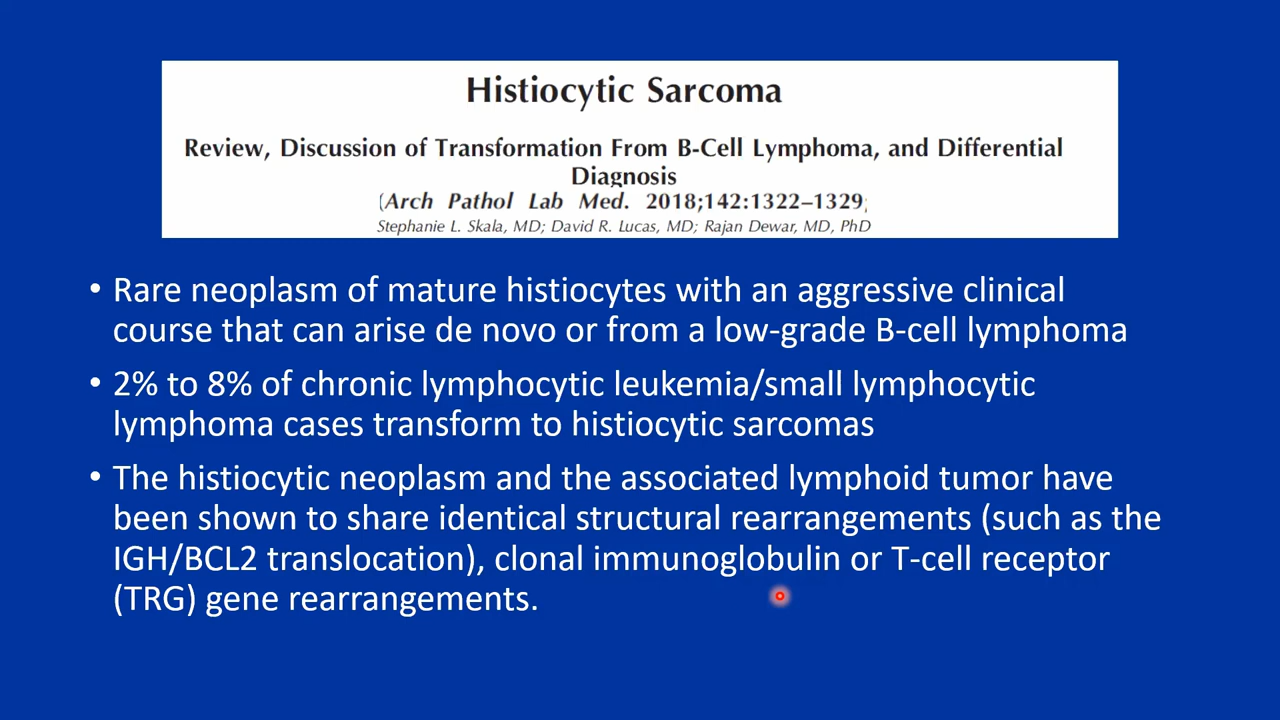 Histiocytic Sarcoma
Review, Discussion of Transformation From B-Cell Lymphoma, and Differential
Diagnosis
(Arch Pathol Lab Med. 2018;142:1322–1329;
Stephanie L. Skala, MD; David R. Lucas, MD; Rajan Dewar, MD, PhD
• Rare neoplasm of mature histiocytes with an aggressive clinical
course that can arise de novo or from a low-grade B-cell lymphoma
• 2% to 8% of chronic lymphocytic leukemia/small lymphocytic
lymphoma cases transform to histiocytic sarcomas
• The histiocytic neoplasm and the associated lymphoid tumor have
been shown to share identical structural rearrangements (such as the
IGH/BCL2 translocation), clonal immunoglobulin or T-cell receptor
(TRG) gene rearrangements.